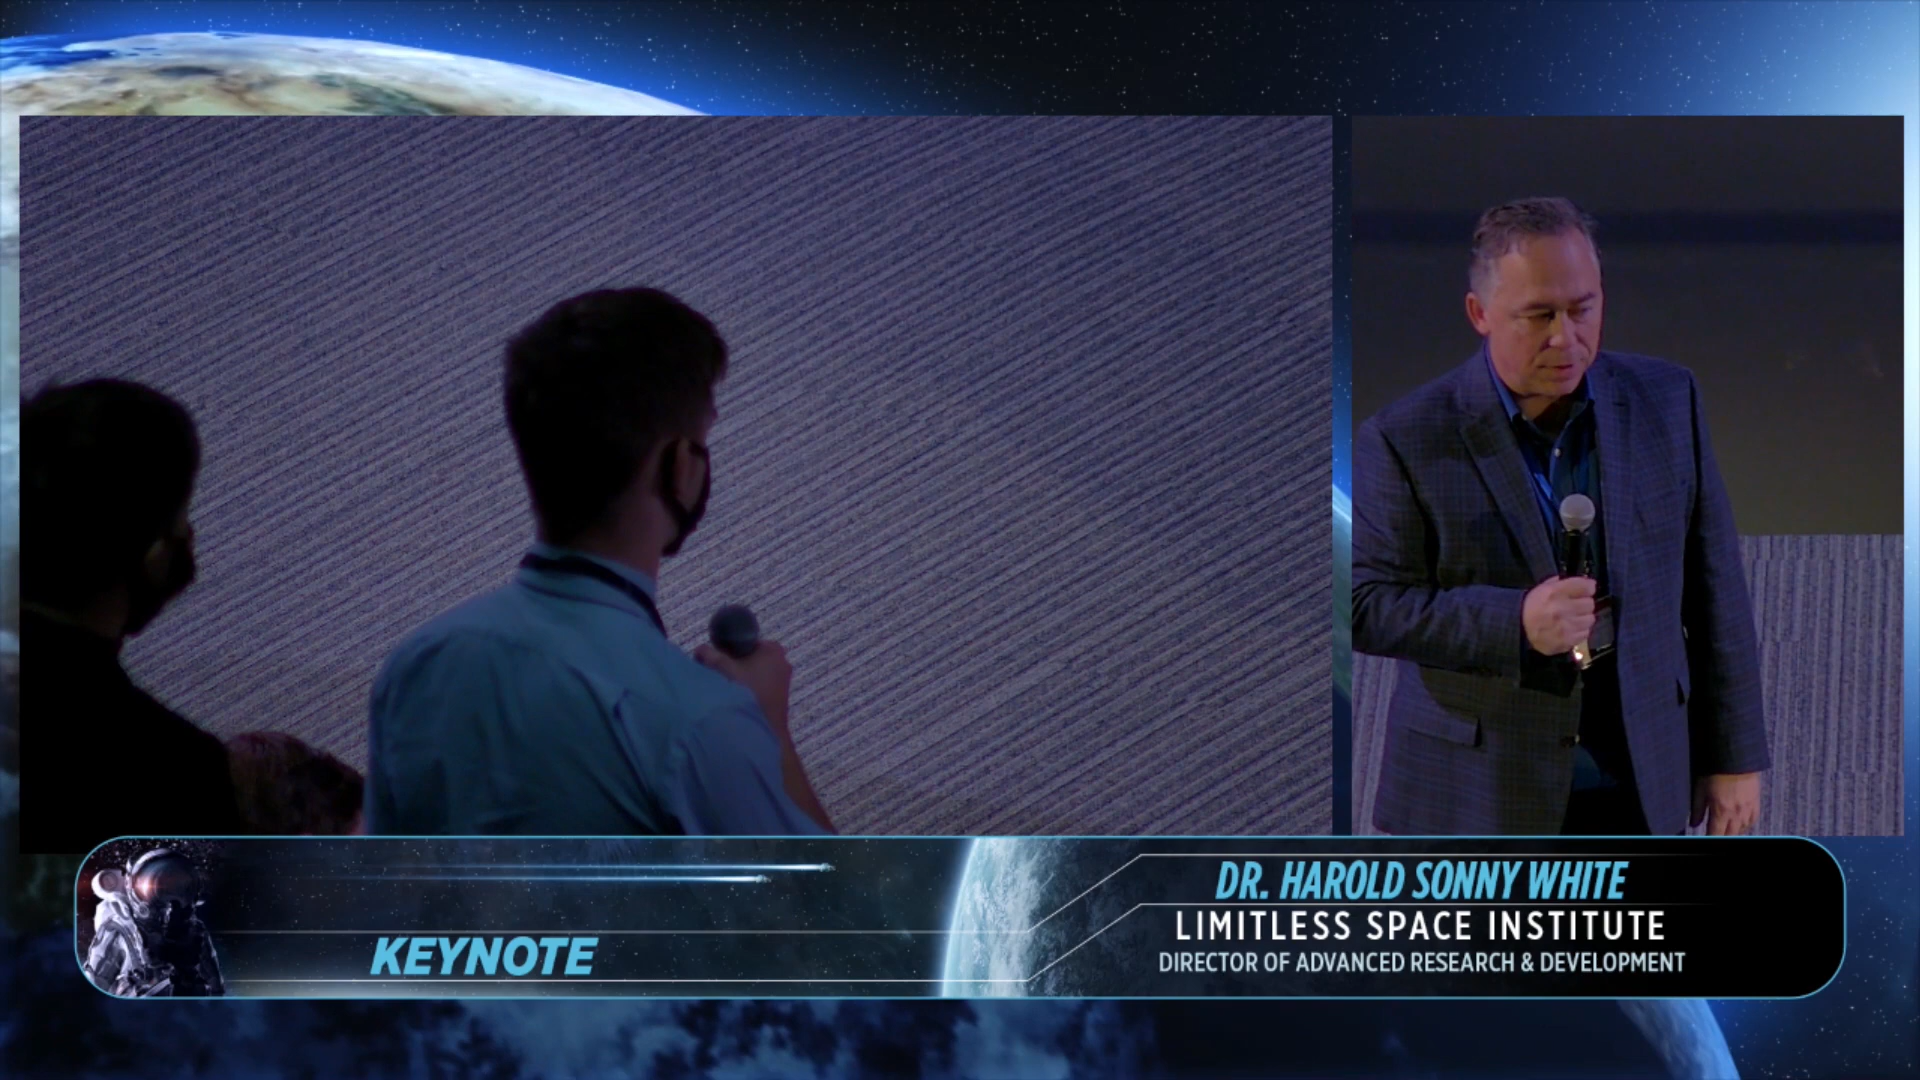 KEYNOTE
DR. HAROLD SONNY WHITE
LIMITLESS SPACE INSTITUTE
DIRECTOR OF ADVANCED RESEARCH & DEVELOPMENT